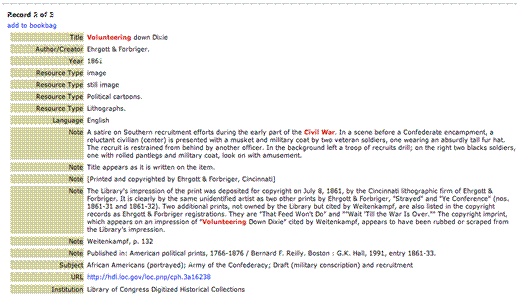 Record 2 of 2
add to bookbag
Title Volunteering down Dixie
Author/Creator Ehrgott & Forbriger.
Year 1861
Resource Type image
Resource Type still image
Resource Type Political cartoons.
Resource Type Lithographs.
Language English
Note A satire on Southern recruitment efforts during the early part of the Civil War. In a scene before a Confederate encampment, a
reluctant civilian (center) is presented with a musket and military coat by two veteran soldiers, one wearing an absurdly tall fur hat.
The recruit is restrained from behind by another officer. In the background left a troop of recruits drill; on the right two blacks soldiers,
one with rolled pantlegs and military coat, look on with amusement.
Note Title appears as it is written on the item.
Note [Printed and copyrighted by Ehrgott & Forbriger, Cincinnati]
Note The Library's impression of the print was deposited for copyright on July 8, 1861, by the Cincinnati lithographic firm of Ehrgott &
Forbriger. It is clearly by the same unidentified artist as two other prints by Ehrgott & Forbriger, "Strayed" and "Ye Conference" (nos.
1861-31 and 1861-32). Two additional prints, not owned by the Library but cited by Weitenkampf, are also listed in the copyright
records as Ehrgott & Forbriger registrations. They are "That Feed Won't Do" and ""Wait 'Till the War Is Over."" The copyright imprint,
which appears on an impression of "Volunteering Down Dixie" cited by Weitenkampf, appears to have been rubbed or scraped from the
Library's impression.
Note Weitenkampf, p. 132
Note Published in: American political prints, 1766-1876 / Bernard F. Reilly. Boston : G.K. Hall, 1991, entry 1861-33.
Subject African Americans (portrayed); Army of the Confederacy; Draft (military conscription) and recruitment
URL http://hdl.loc.gov/loc.pnp/cph.3a16238
Institution Library of Congress Digitized Historical Collections